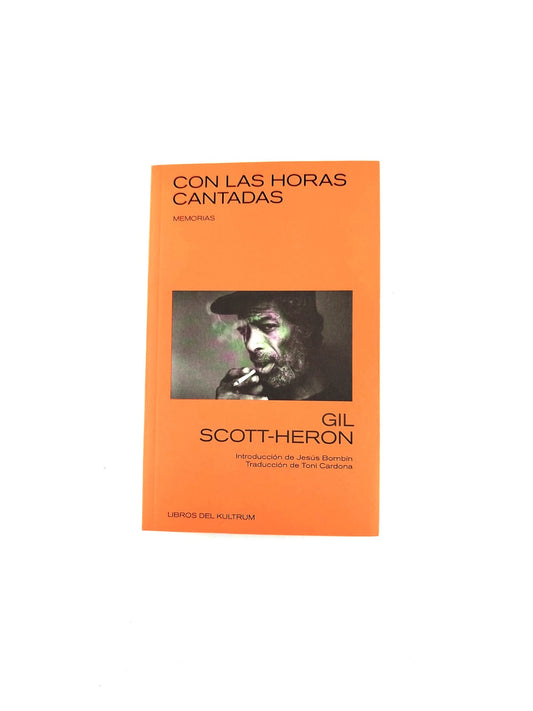 CON LAS HORAS
CANTADAS
MEMORIAS
GIL
SCOTT-HERON
Introducción de Jesús Bombín
Traducción de Toni Cardona
LIBROS DEL KULTRUM